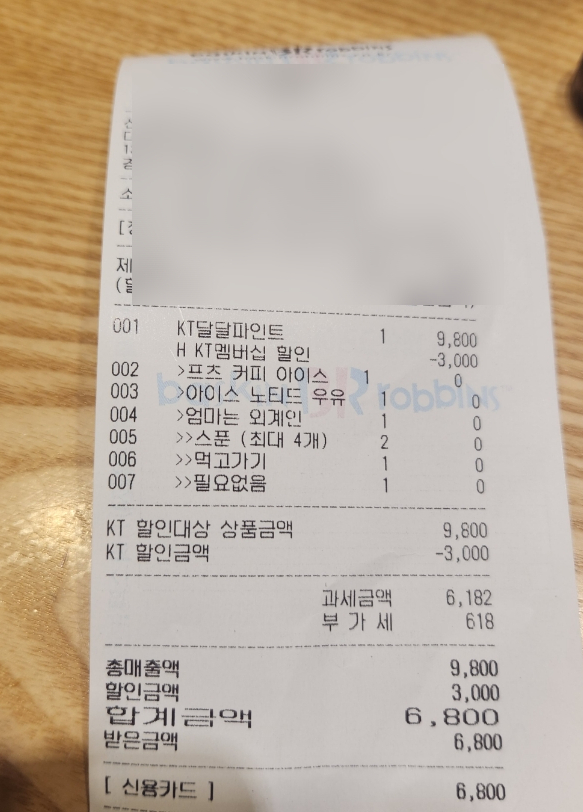 baskin BR robbins
001 KT달달파인트 1 9,800
H KT멤버십 할인 -3,000
002 >프즈 커피 아이스 1 0
003 >아이스 노티드 우유 1 0
004 >엄마는 외계인 1 0
005 >>스푼 (최대 4개) 2 0
006 >>먹고가기 1 0
007 >>필요없음 1 0
baskin BR robbins
KT 할인대상 상품금액 9,800
KT 할인금액 -3,000
과세금액 6,182
부 가 세 618
총매출액 9,800
할인금액 3,000
합계금액 6,800
받은금액 6,800
[ 신용카드 ] 6,800